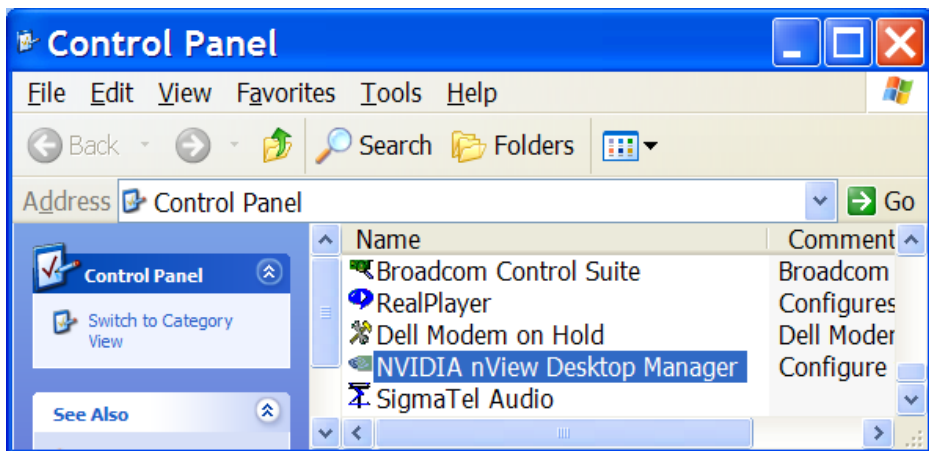 Control Panel
File Edit View Favorites Tools Help
Back Search Folders
Address Control Panel Go
Control Panel
Switch to Category
View
See Also
Name Comment
Broadcom Control Suite Broadcom
RealPlayer Configures
Dell Modem on Hold Dell Moder
NVIDIA nView Desktop Manager Configure
SigmaTel Audio